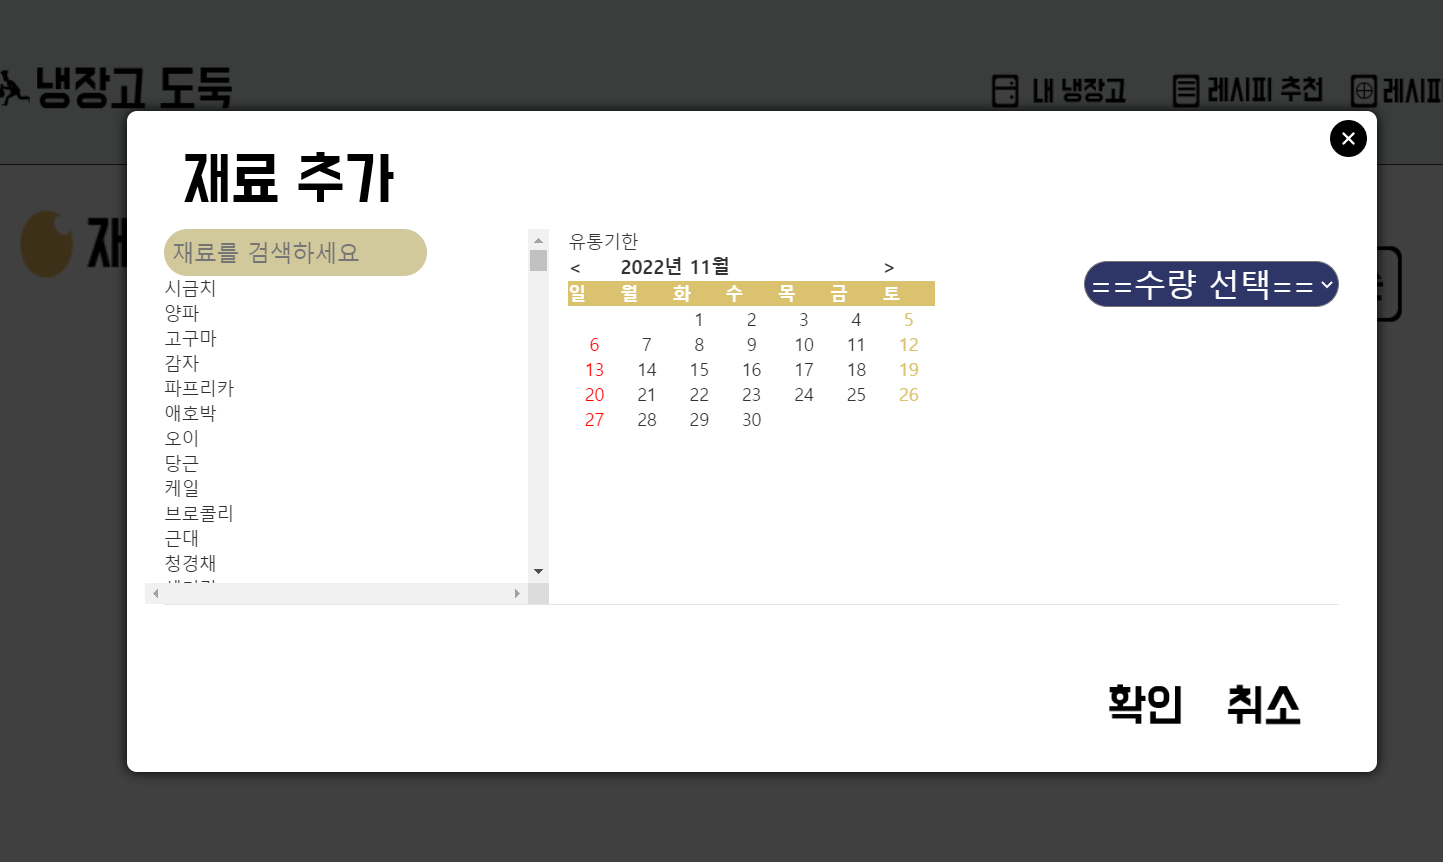 냉장고 도둑
내 냉장고
레시피 추천
레시피
재료 추가
재료를 검색하세요
시금치
양파
고구마
감자
파프리카
애호박
오이
당근
케일
브로콜리
근대
청경채
유통기한
< 2022년 11월 >
일 월 화 수 목 금 토
1 2 3 4 5
6 7 8 9 10 11 12
13 14 15 16 17 18 19
20 21 22 23 24 25 26
27 28 29 30
==수량 선택==
확인 취소